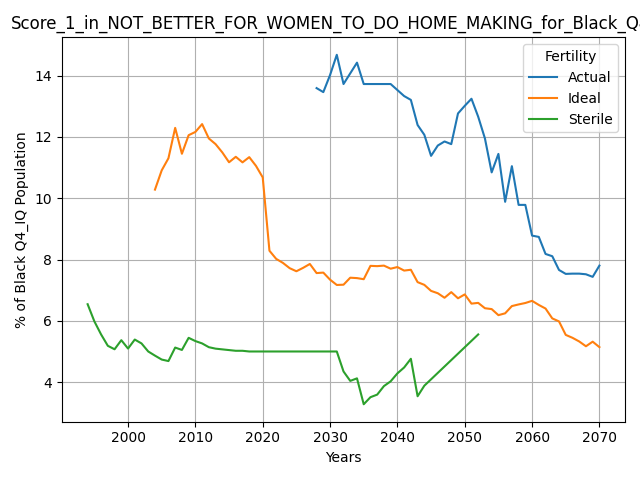 Score_1_in_NOT_BETTER_FOR_WOMEN_TO_DO_HOME_MAKING_for_Black_Q4
Fertility
Actual
Ideal
Sterile
% of Black Q4_IQ Population
14
12
10
8
6
4
2000 2010 2020 2030 2040 2050 2060 2070
Years